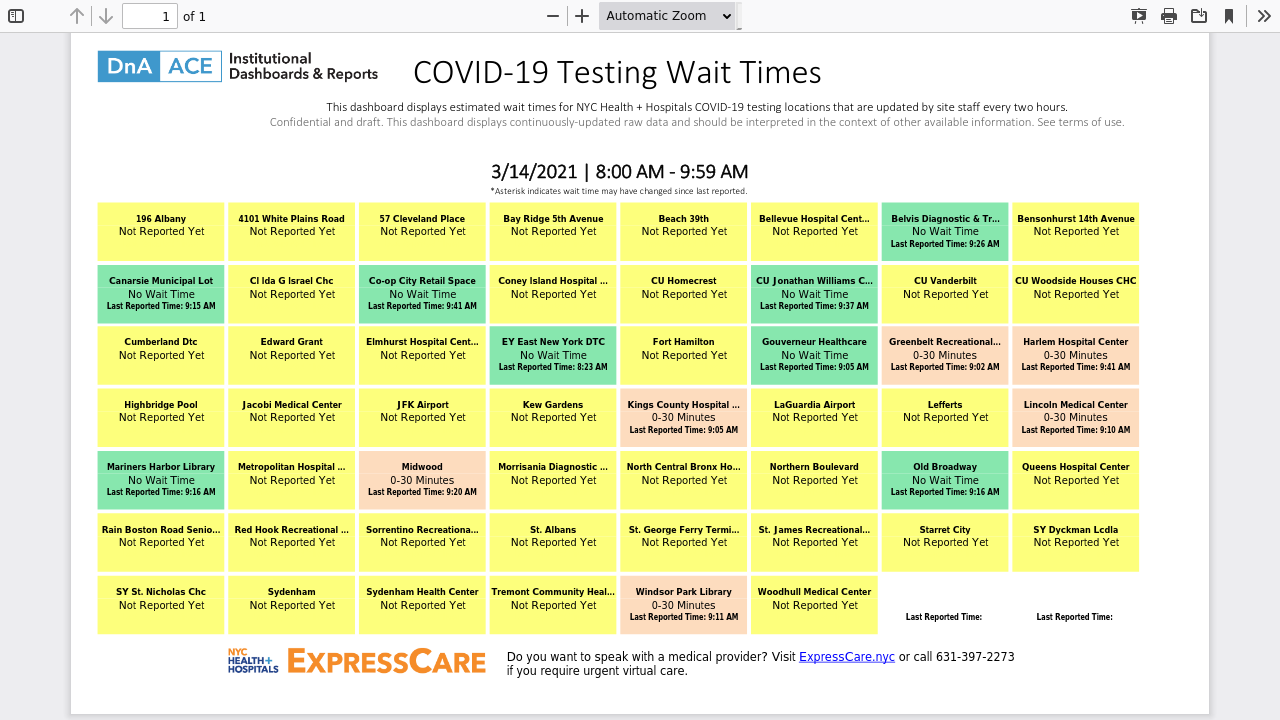 1 of 1
Automatic Zoom
DnA ACE Institutional
Dashboards & Reports
COVID-19 Testing Wait Times
This dashboard displays estimated wait times for NYC Health + Hospitals COVID-19 testing locations that are updated by site staff every two hours.
Confidential and draft. This dashboard displays continuously-updated raw data and should be interpreted in the context of other available information. See terms of use.
3/14/2021 | 8:00 AM - 9:59 AM
*Asterisk indicates wait time may have changed since last reported.
196 Albany
Not Reported Yet
4101 White Plains Road
Not Reported Yet
57 Cleveland Place
Not Reported Yet
Bay Ridge 5th Avenue
Not Reported Yet
Beach 39th
Not Reported Yet
Bellevue Hospital Cent...
Not Reported Yet
Belvis Diagnostic & Tr...
No Wait Time
Last Reported Time: 9:26 AM
Bensonhurst 14th Avenue
Not Reported Yet
Canarsie Municipal Lot
No Wait Time
Last Reported Time: 9:15 AM
Cl Ida G Israel Chc
Not Reported Yet
Co-op City Retail Space
No Wait Time
Last Reported Time: 9:41 AM
Coney Island Hospital ...
Not Reported Yet
CU Homecrest
Not Reported Yet
CU Jonathan Williams C...
No Wait Time
Last Reported Time: 9:37 AM
CU Vanderbilt
Not Reported Yet
CU Woodside Houses CHC
Not Reported Yet
Cumberland Dtc
Not Reported Yet
Edward Grant
Not Reported Yet
Elmhurst Hospital Cent...
Not Reported Yet
EY East New York DTC
No Wait Time
Last Reported Time: 8:23 AM
Fort Hamilton
Not Reported Yet
Gouverneur Healthcare
No Wait Time
Last Reported Time: 9:05 AM
Greenbelt Recreational...
0-30 Minutes
Last Reported Time: 9:02 AM
Harlem Hospital Center
0-30 Minutes
Last Reported Time: 9:41 AM
Highbridge Pool
Not Reported Yet
Jacobi Medical Center
Not Reported Yet
JFK Airport
Not Reported Yet
Kew Gardens
Not Reported Yet
Kings County Hospital ...
0-30 Minutes
Last Reported Time: 9:05 AM
LaGuardia Airport
Not Reported Yet
Lefferts
Not Reported Yet
Lincoln Medical Center
0-30 Minutes
Last Reported Time: 9:10 AM
Mariners Harbor Library
No Wait Time
Last Reported Time: 9:16 AM
Metropolitan Hospital ...
Not Reported Yet
Midwood
0-30 Minutes
Last Reported Time: 9:20 AM
Morrisania Diagnostic ...
Not Reported Yet
North Central Bronx Ho...
Not Reported Yet
Northern Boulevard
Not Reported Yet
Old Broadway
No Wait Time
Last Reported Time: 9:16 AM
Queens Hospital Center
Not Reported Yet
Rain Boston Road Senio...
Not Reported Yet
Red Hook Recreational ...
Not Reported Yet
Sorrentino Recreationa...
Not Reported Yet
St. Albans
Not Reported Yet
St. George Ferry Termi...
Not Reported Yet
St. James Recreational...
Not Reported Yet
Starret City
Not Reported Yet
SY Dyckman Lcdla
Not Reported Yet
SY St. Nicholas Chc
Not Reported Yet
Sydenham
Not Reported Yet
Sydenham Health Center
Not Reported Yet
Tremont Community Heal...
Not Reported Yet
Windsor Park Library
0-30 Minutes
Last Reported Time: 9:11 AM
Woodhull Medical Center
Not Reported Yet
Last Reported Time:
Last Reported Time:
NYC
HEALTH+
HOSPITALS
EXPRESSCARE
Do you want to speak with a medical provider? Visit ExpressCare.nyc or call 631-397-2273
if you require urgent virtual care.